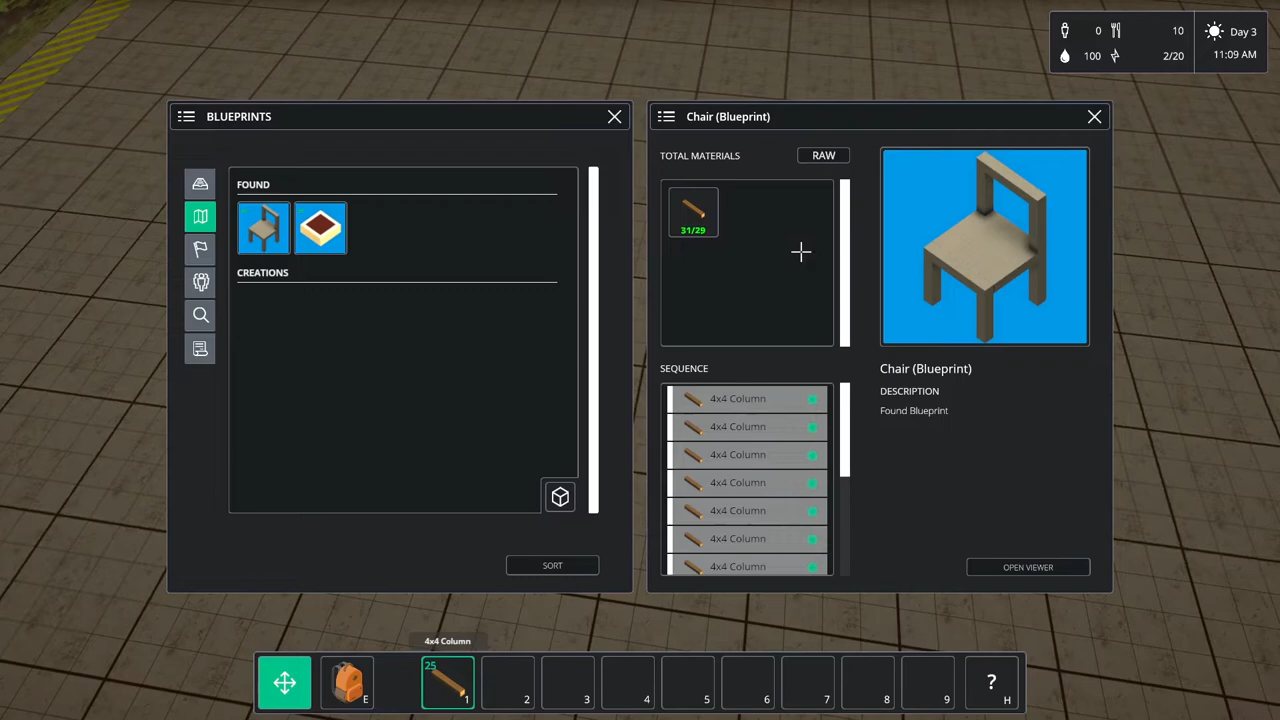 0
10
100
2/20
Day 3
11:09 AM
BLUEPRINTS
FOUND
CREATIONS
SORT
Chair (Blueprint)
TOTAL MATERIALS
RAW
31/29
SEQUENCE
4x4 Column
4x4 Column
4x4 Column
4x4 Column
4x4 Column
4x4 Column
4x4 Column
Chair (Blueprint)
DESCRIPTION
Found Blueprint
OPEN VIEWER
4x4 Column
E
25
1
2
3
4
5
6
7
8
9
?
H